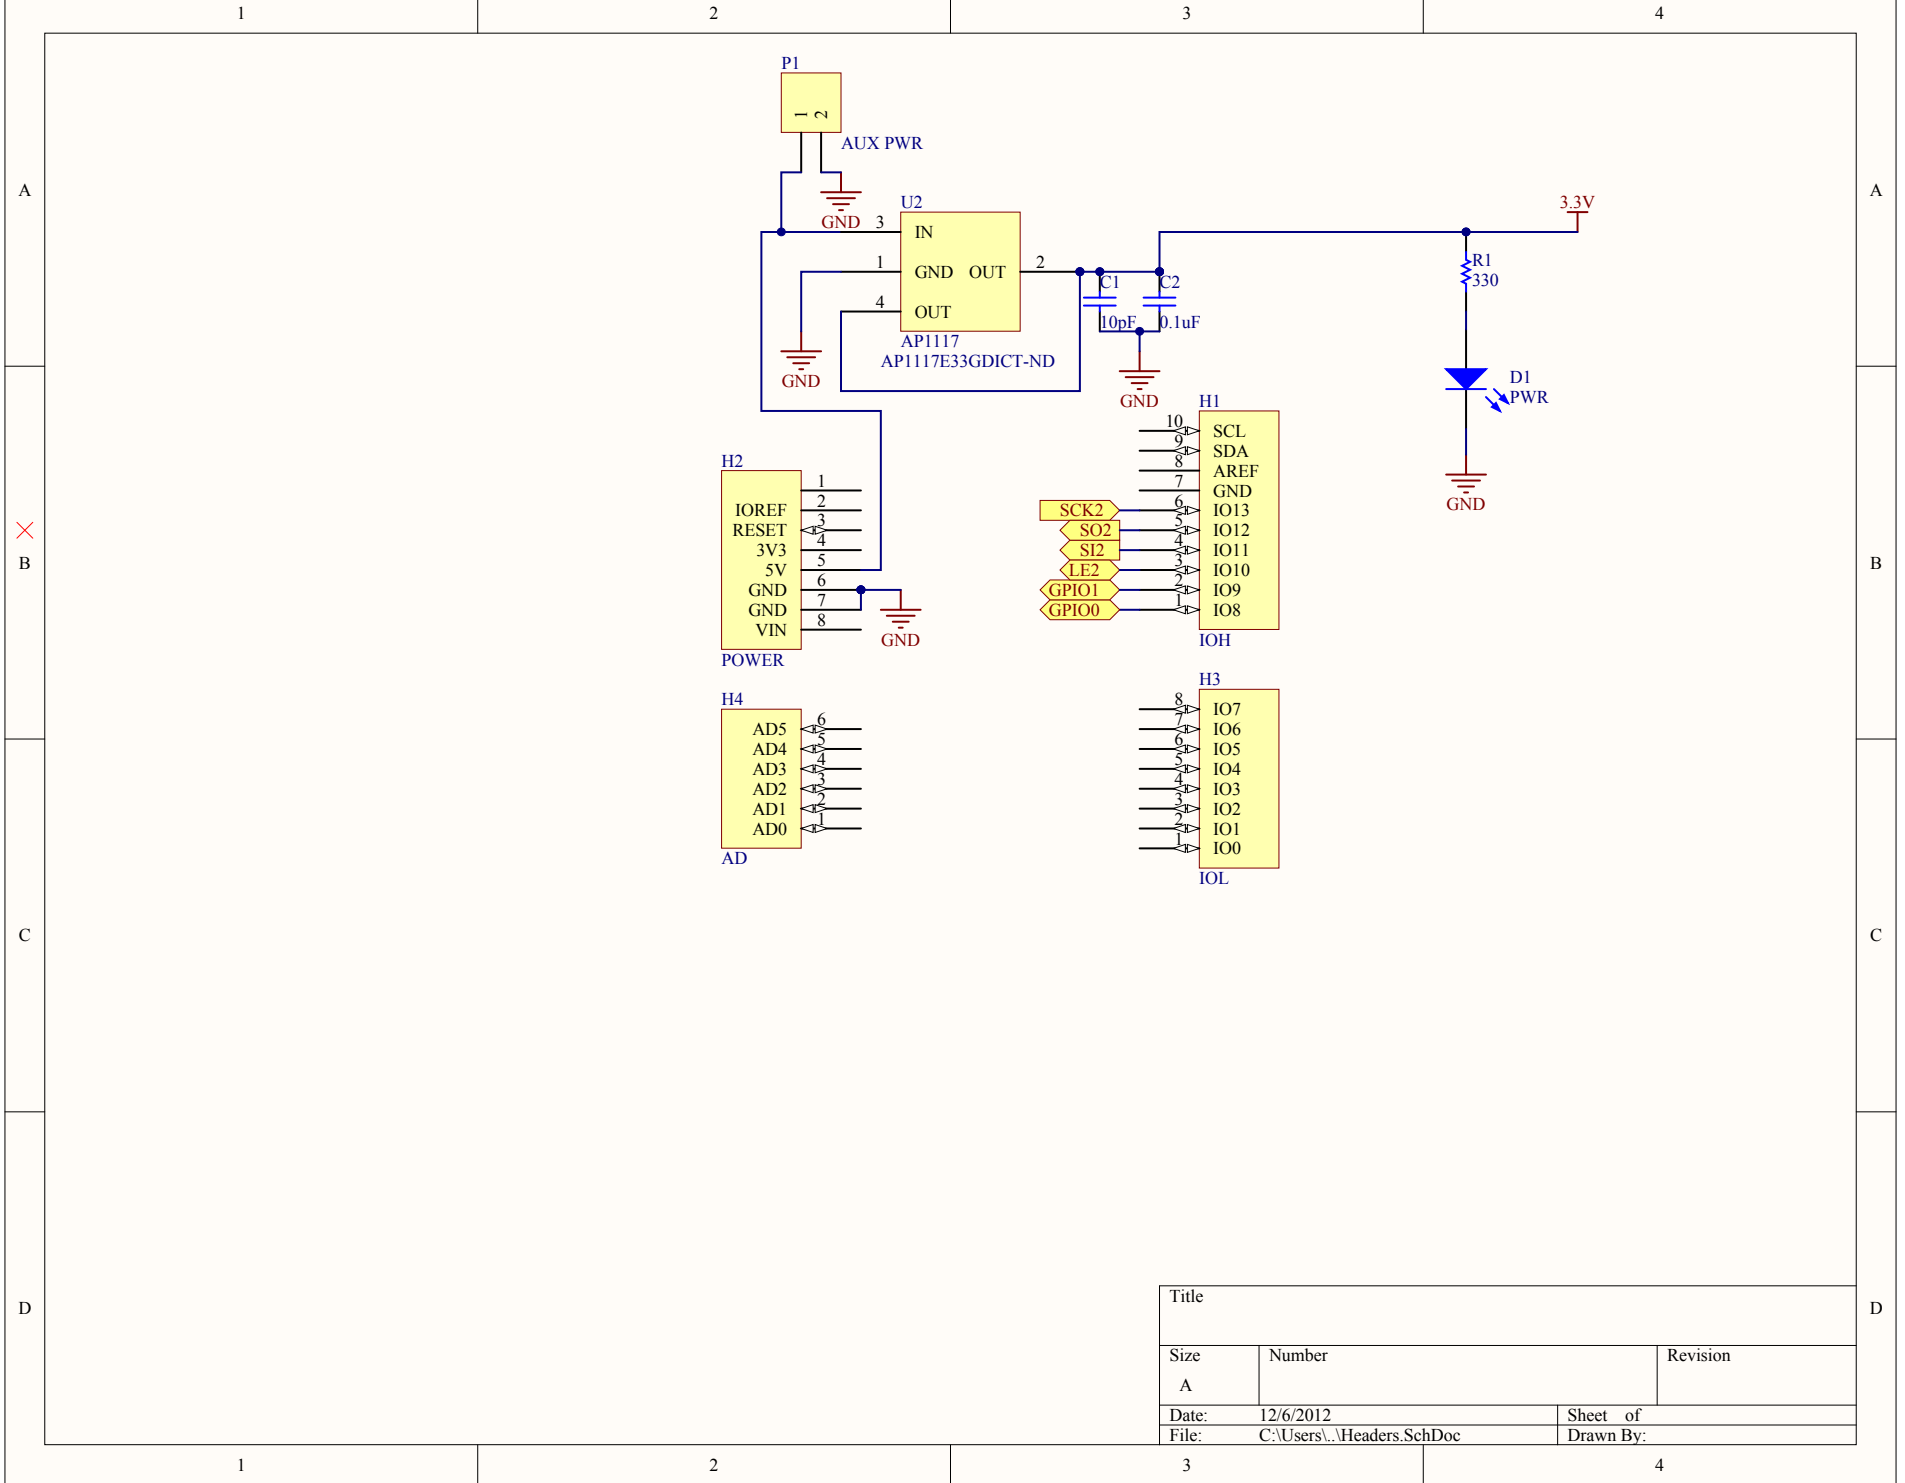 1 2 3 4
P1
1 2
AUX PWR
A A
GND
U2
3 IN
1 GND OUT 2
4 OUT
AP1117
AP1117E33GDICT-ND
GND
C1
10pF
C2
0.1uF
GND
3.3V
R1
330
D1
PWR
GND
B B
H2
1
IOREF 2
RESET 3
3V3 4
5V 5
GND 6
GND 7
VIN 8
POWER
GND
H1
10 SCL
9 SDA
8 AREF
7 GND
SCK2 6 IO13
SO2 5 IO12
SI2 4 IO11
LE2 3 IO10
GPIO1 2 IO9
GPIO0 1 IO8
IOH
H4
AD5 6
AD4 5
AD3 4
AD2 3
AD1 2
AD0 1
AD
H3
8 IO7
7 IO6
6 IO5
5 IO4
4 IO3
3 IO2
2 IO1
1 IO0
IOL
C C
D D
Title
Size Number Revision
A
Date: 12/6/2012 Sheet of
File: C:\Users\..\Headers.SchDoc Drawn By:
1 2 3 4